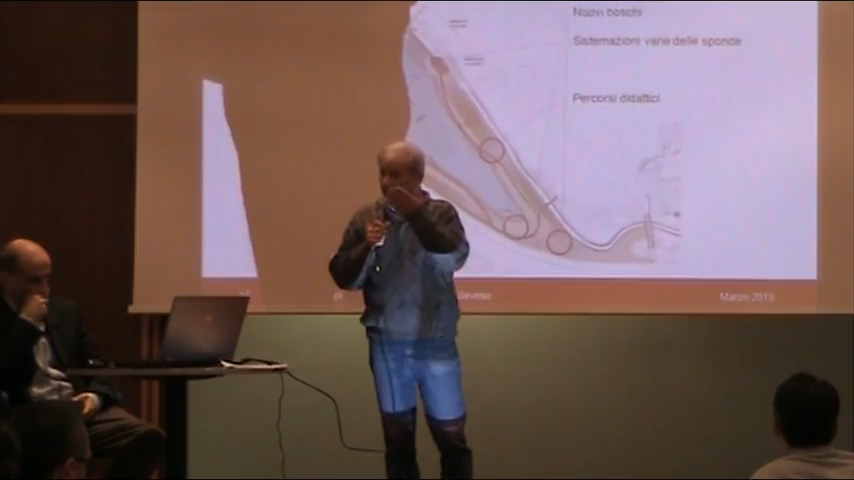 Nuovi boschi
Sistemazioni varie delle sponde
Percorsi didattici
Seveso
Marzo 2015